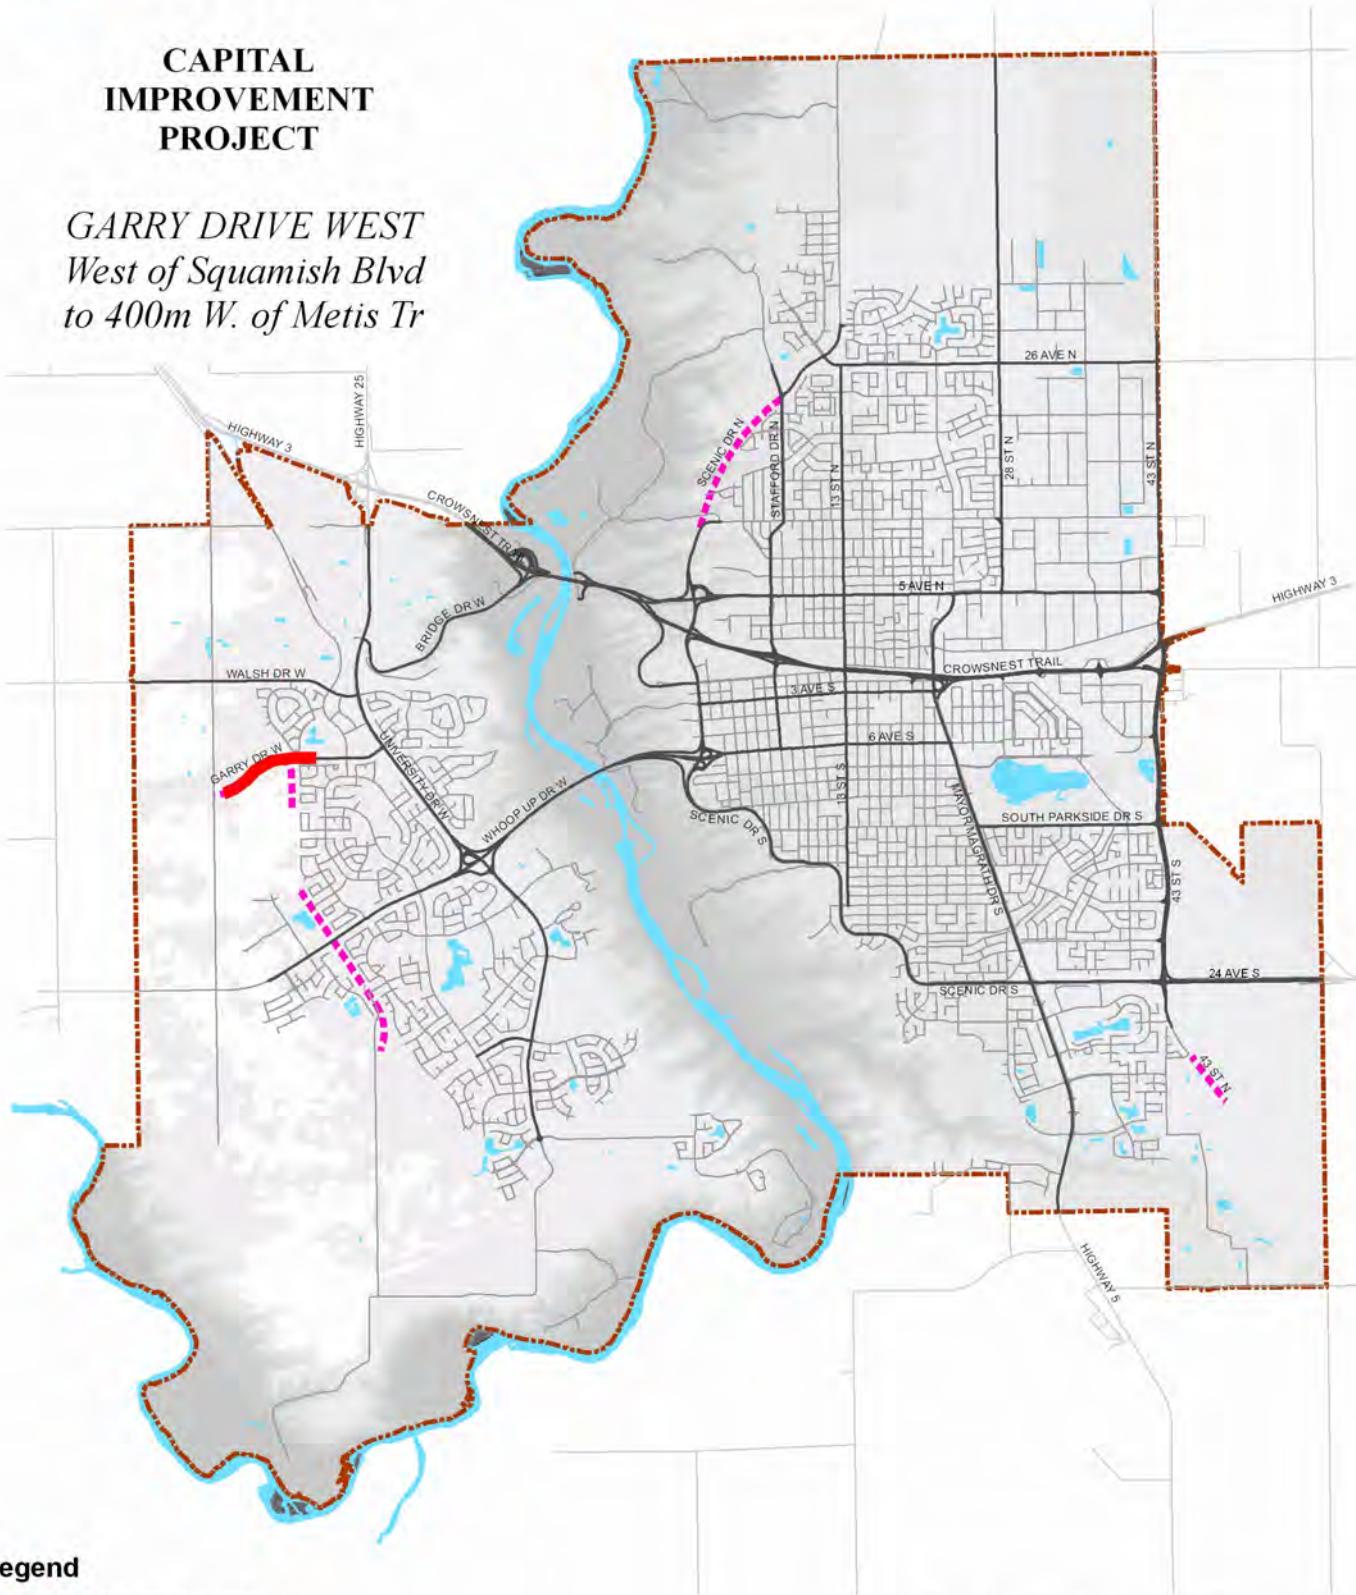 CAPITAL
IMPROVEMENT
PROJECT
GARRY DRIVE WEST
West of Squamish Blvd
to 400m W. of Metis Tr
26 AVE N
HIGHWAY 25
HIGHWAY 3
SCENIC DR N
STAFFORD DR N
13 ST N
28 ST N
43 ST N
CROWSNEST TRAIL
5 AVE N
HIGHWAY 3
BRIDGE DR W
WALSH DR W
CROWSNEST TRAIL
3 AVE S
6 AVE S
GARRY DR W
UNIVERSITY DR W
WHOOP UP DR W
13 ST S
SCENIC DR S
MAYOR MAGRATH DR S
SOUTH PARKSIDE DR S
43 ST S
24 AVE S
SCENIC DR S
43 ST N
HIGHWAY 5
egend